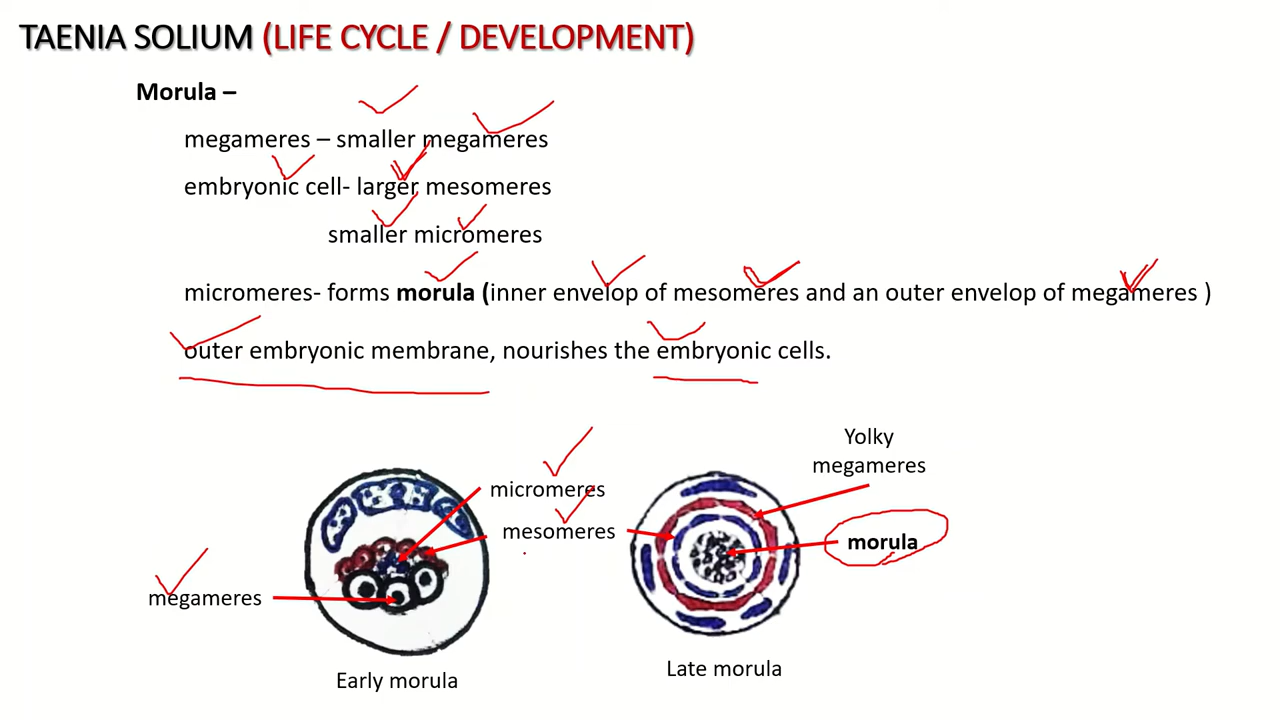 TAENIA SOLIUM (LIFE CYCLE / DEVELOPMENT)
Morula –
megameres – smaller megameres
embryonic cell- larger mesomeres
smaller micromeres
micromeres- forms morula (inner envelop of mesomeres and an outer envelop of megameres )
outer embryonic membrane, nourishes the embryonic cells.
Yolky
megameres
micromeres
mesomeres
morula
megameres
Early morula
Late morula